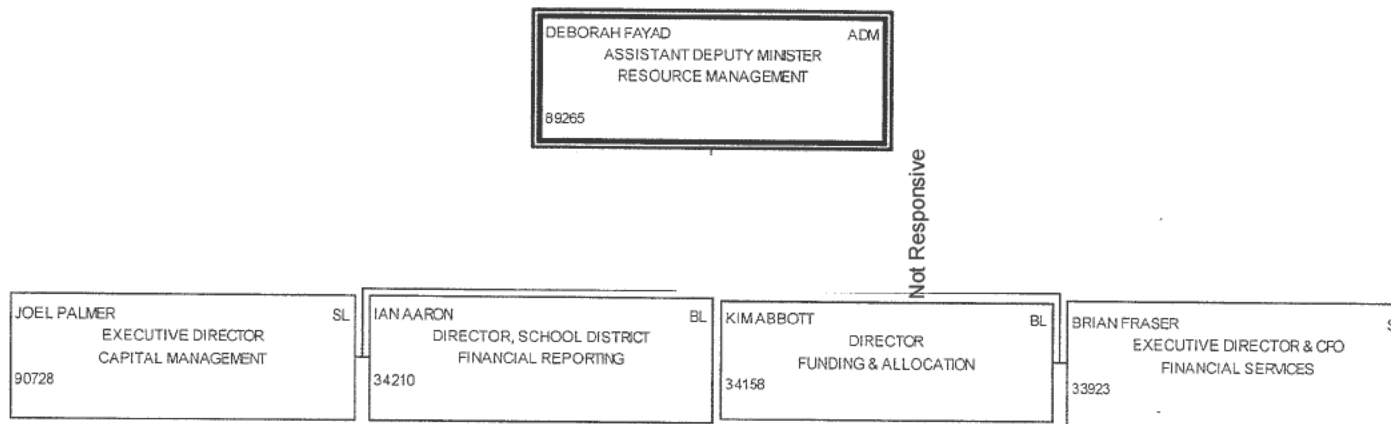 DEBORAH FAYAD ADM
ASSISTANT DEPUTY MINISTER
RESOURCE MANAGEMENT
89265
Not Responsive
JOEL PALMER SL
EXECUTIVE DIRECTOR
CAPITAL MANAGEMENT
90728
IAN AARON BL
DIRECTOR, SCHOOL DISTRICT
FINANCIAL REPORTING
34210
KIM ABBOTT BL
DIRECTOR
FUNDING & ALLOCATION
34158
BRIAN FRASER S
EXECUTIVE DIRECTOR & CFO
FINANCIAL SERVICES
33923